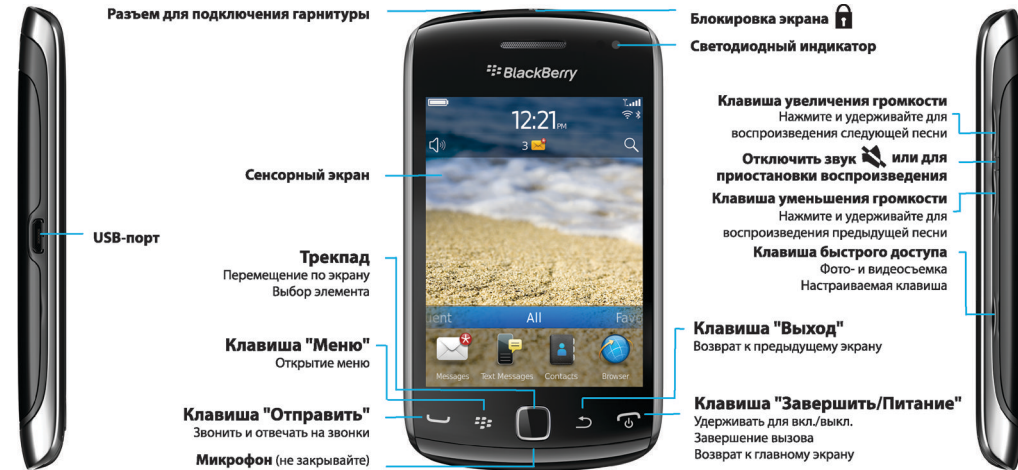 Разъем для подключения гарнитуры
Сенсорный экран
USB-порт
Трекпад
Перемещение по экрану
Выбор элемента
Клавиша "Меню"
Открытие меню
Клавиша "Отправить"
Звонить и отвечать на звонки
Микрофон (не закрывайте)
BlackBerry
12:21 PM
3
ent All Favo
Messages Text Messages Contacts Browser
Блокировка экрана
Светодиодный индикатор
Клавиша увеличения громкости
Нажмите и удерживайте для
воспроизведения следующей песни
Отключить звук или для
приостановки воспроизведения
Клавиша уменьшения громкости
Нажмите и удерживайте для
воспроизведения предыдущей песни
Клавиша быстрого доступа
Фото- и видеосъемка
Настраиваемая клавиша
Клавиша "Выход"
Возврат к предыдущему экрану
Клавиша "Завершить/Питание"
Удерживать для вкл./выкл.
Завершение вызова
Возврат к главному экрану